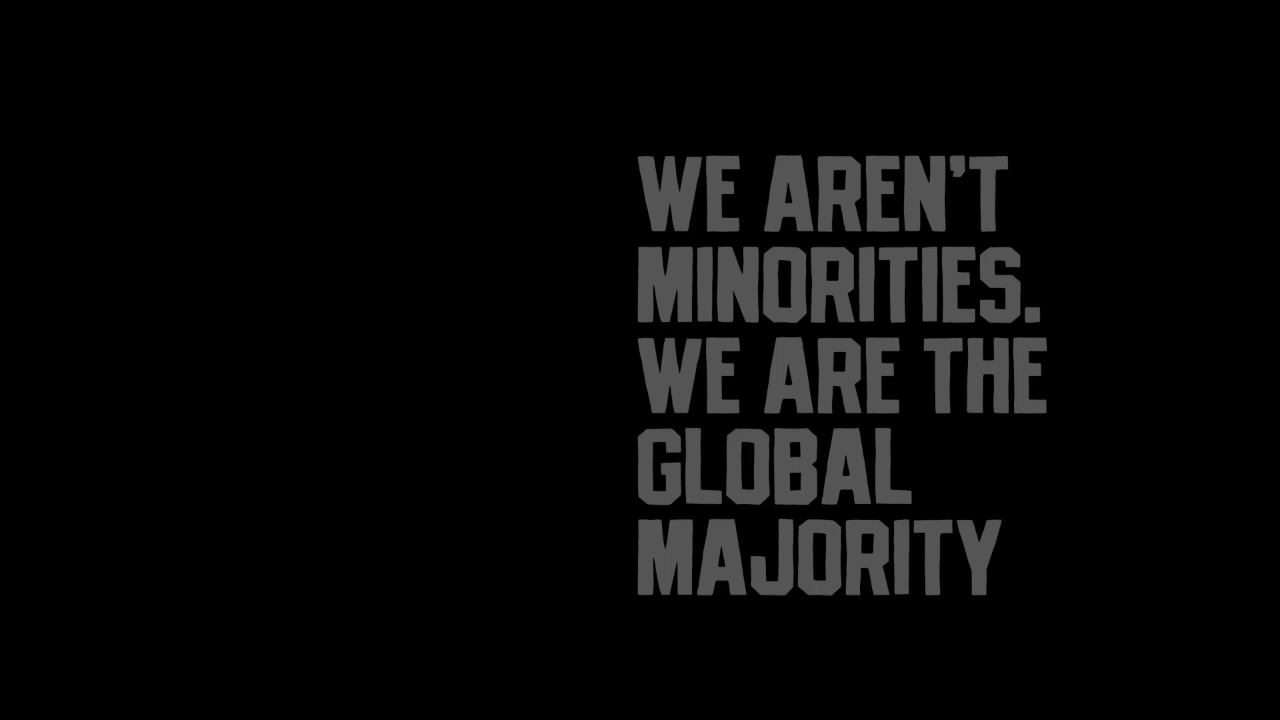 WE AREN'T
MINORITIES.
WE ARE THE
GLOBAL
MAJORITY